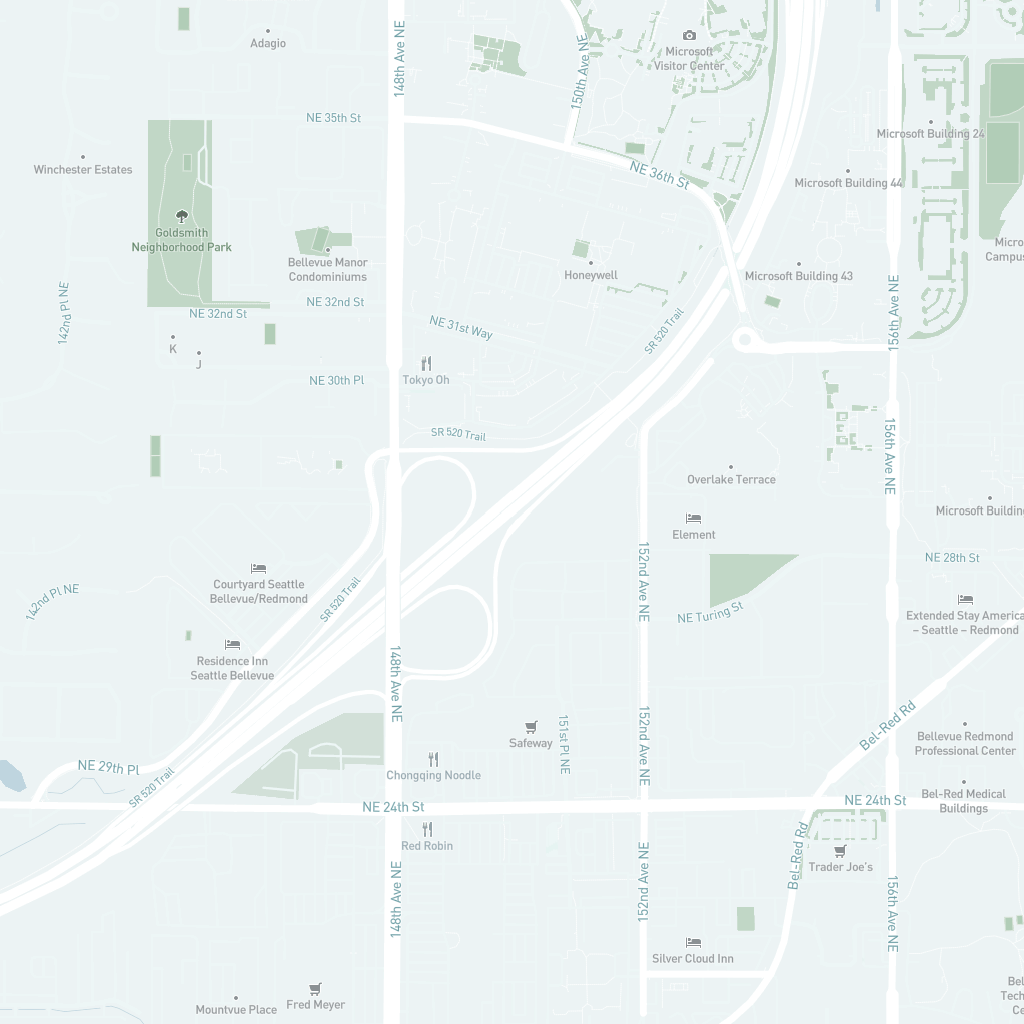 148th Ave NE
Adagio
150th Ave NE
Microsoft
Visitor Center
NE 35th St
Microsoft Building 24
Winchester Estates
NE 36th St
Microsoft Building 44
Goldsmith
Neighborhood Park
Bellevue Manor
Condominiums
Honeywell
Microsoft Building 43
Micro
Campus
142nd Pl NE
NE 32nd St
NE 32nd St
NE 31st Way
SR 520 Trail
156th Ave NE
K
J
Tokyo Oh
NE 30th Pl
SR 520 Trail
156th Ave NE
Overlake Terrace
Microsoft Building
Element
152nd Ave NE
NE 28th St
Courtyard Seattle
Bellevue/Redmond
142nd Pl NE
SR 520 Trail
NE Turing St
Extended Stay America
– Seattle – Redmond
Residence Inn
Seattle Bellevue
148th Ave NE
Bel-Red Rd
Safeway
151st Pl NE
152nd Ave NE
Bellevue Redmond
Professional Center
NE 29th Pl
SR 520 Trail
Chongqing Noodle
NE 24th St
NE 24th St
Bel-Red Medical
Buildings
Red Robin
Bel-Red Rd
Trader Joe's
148th Ave NE
152nd Ave NE
156th Ave NE
Silver Cloud Inn
Mountvue Place
Fred Meyer
Bel
Tech
Ce